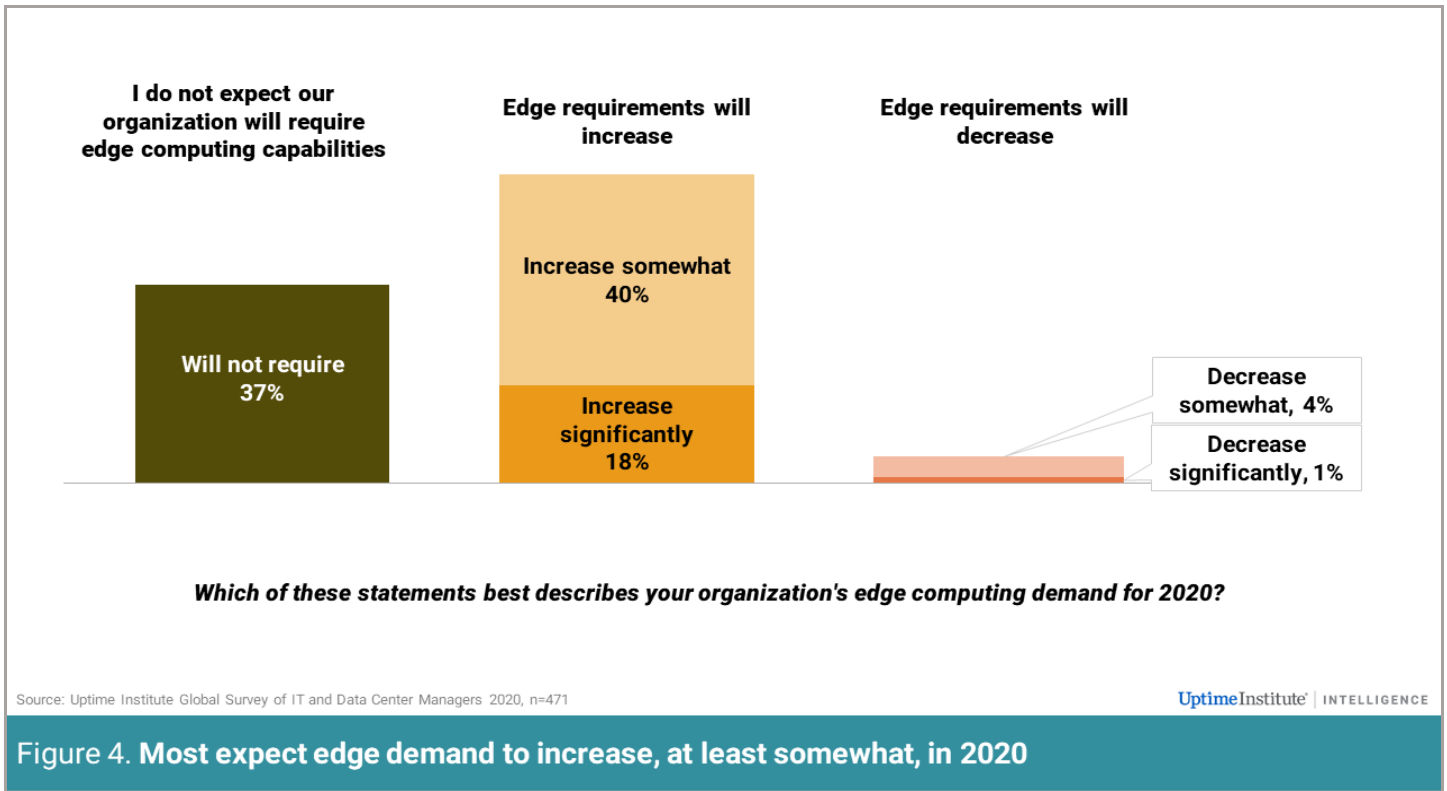 I do not expect our
organization will require
edge computing capabilities
Edge requirements will
increase
Edge requirements will
decrease
Will not require
37%
Increase somewhat
40%
Increase
significantly
18%
Decrease
somewhat, 4%
Decrease
significantly, 1%
Which of these statements best describes your organization's edge computing demand for 2020?
Source: Uptime Institute Global Survey of IT and Data Center Managers 2020, n=471
UptimeInstitute® | INTELLIGENCE
Figure 4. Most expect edge demand to increase, at least somewhat, in 2020